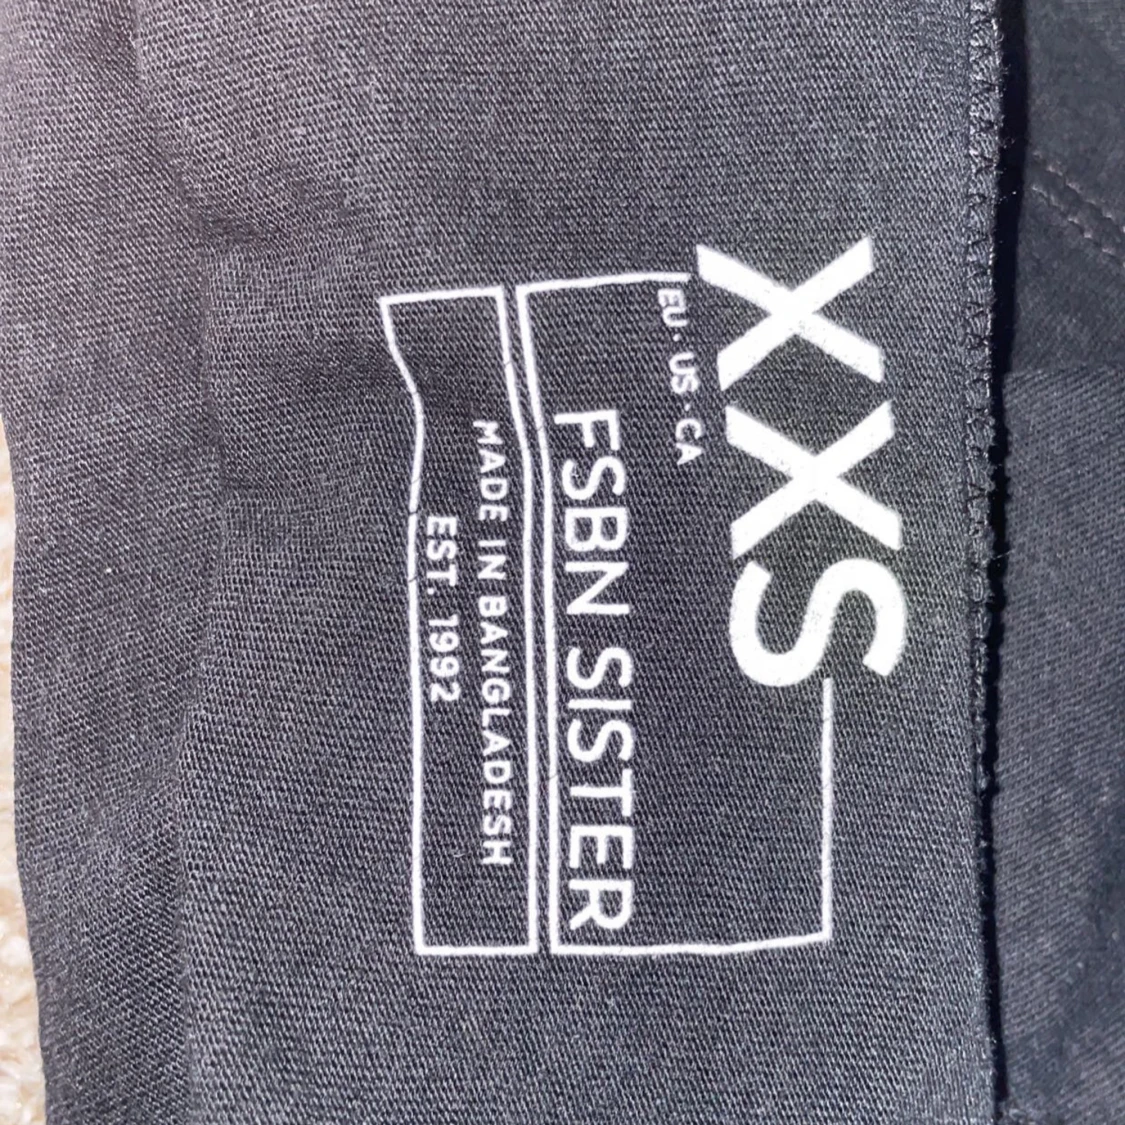 XXS
EU·US·CA
FSBN SISTER
MADE IN BANGLADESH
EST. 1992